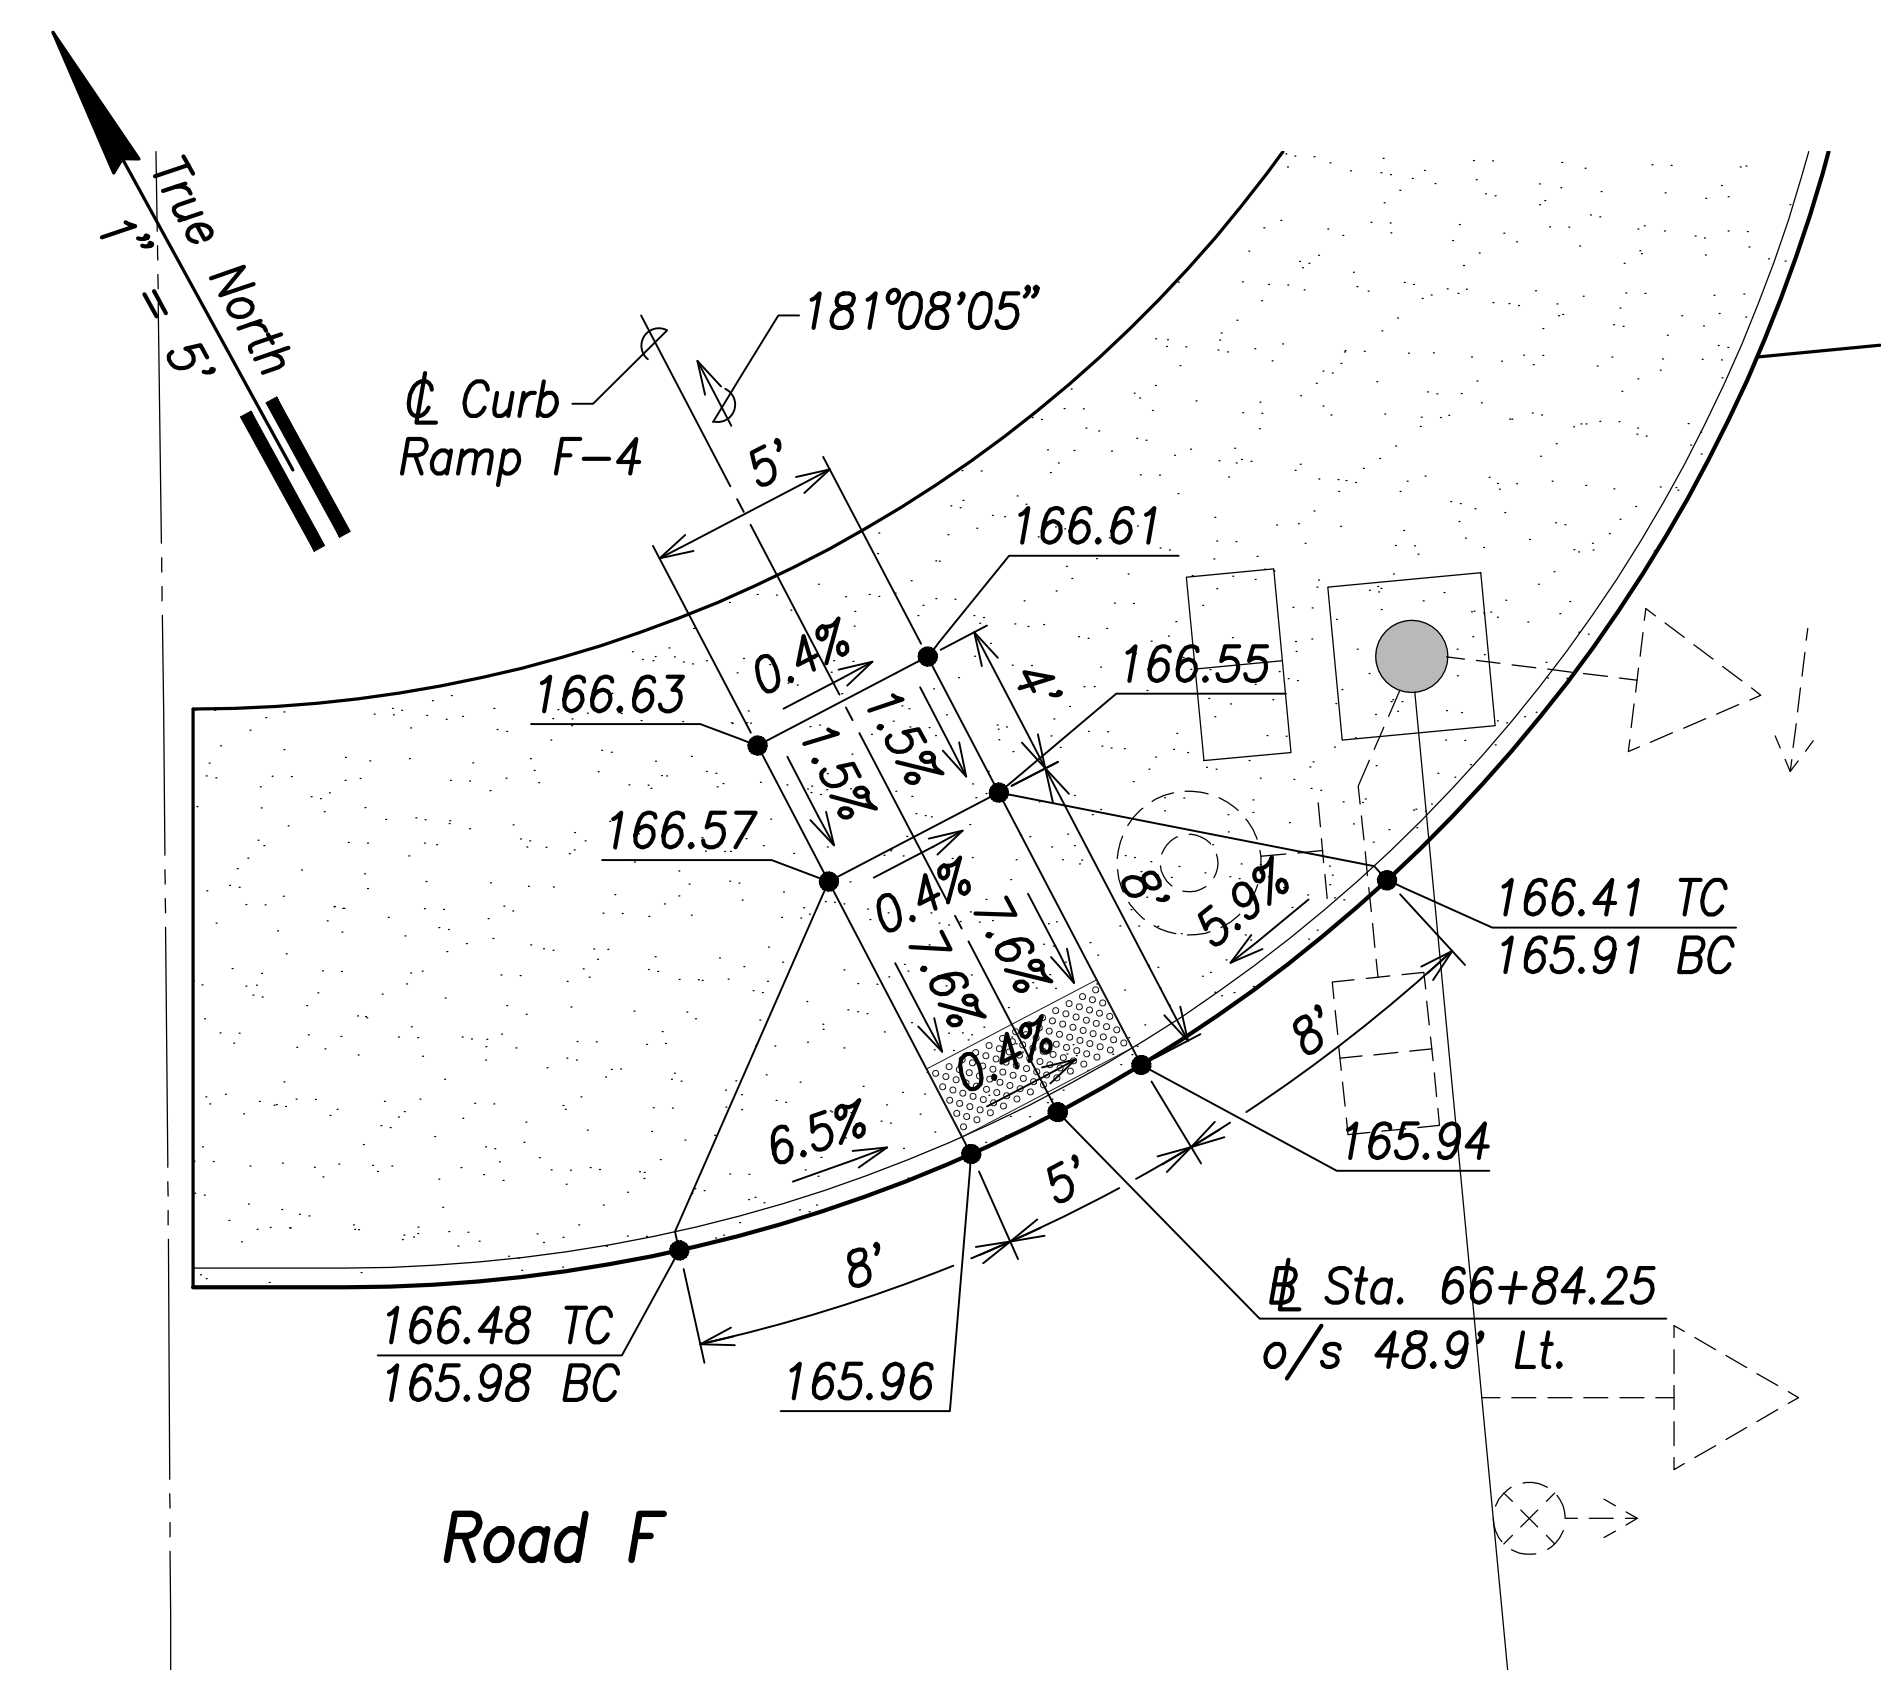 True North
1” = 5’
181°08’05”
℄ Curb
Ramp F-4
5’
166.61
0.4%
166.63
166.55
4’
1.5%
1.5%
166.57
0.4%
8’
5.9%
7.6%
7.6%
166.41 TC
165.91 BC
8’
0.4%
6.5%
165.94
5’
8’
Sta. 66+84.25
o/s 48.9’ Lt.
166.48 TC
165.98 BC
165.96
Road F